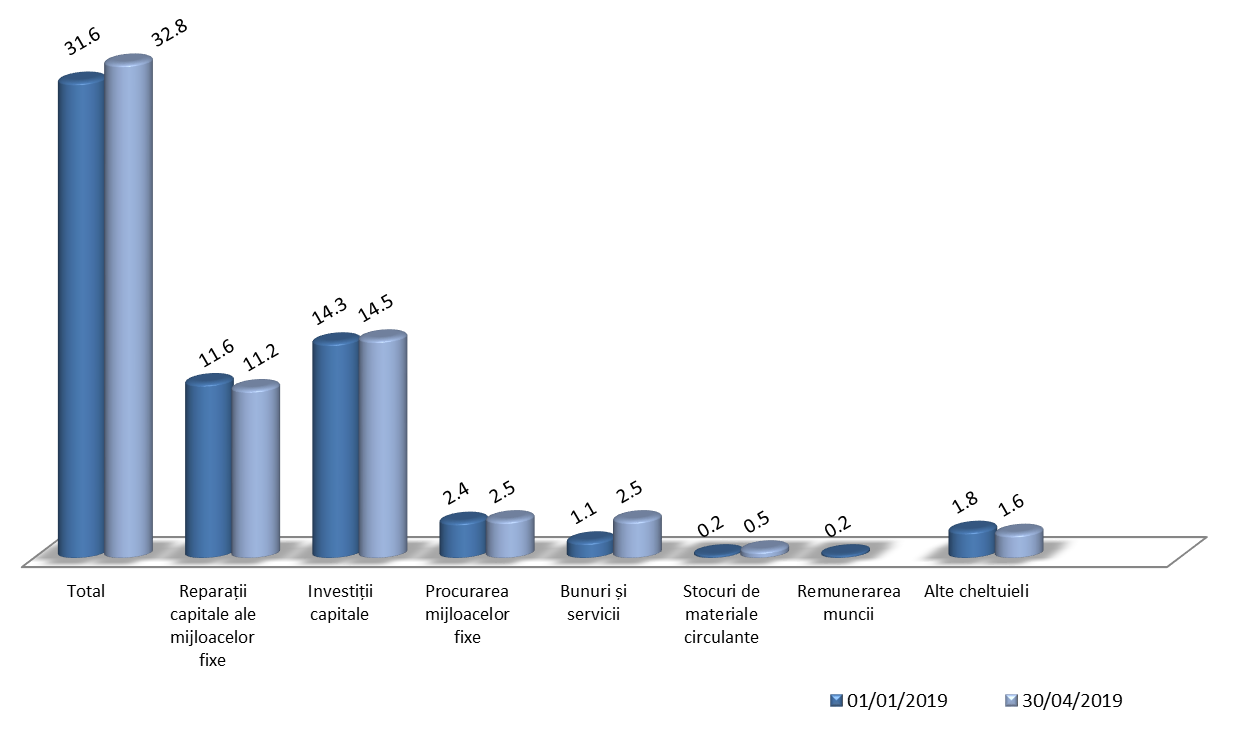 31.6
32.8
11.6
11.2
14.3
14.5
2.4
2.5
1.1
2.5
0.2
0.5
0.2
1.8
1.6
Total
Reparații
capitale ale
mijloacelor
fixe
Investiții
capitale
Procurarea
mijloacelor
fixe
Bunuri și
servicii
Stocuri de
materiale
circulante
Remunerarea
muncii
Alte cheltuieli
01/01/2019
30/04/2019